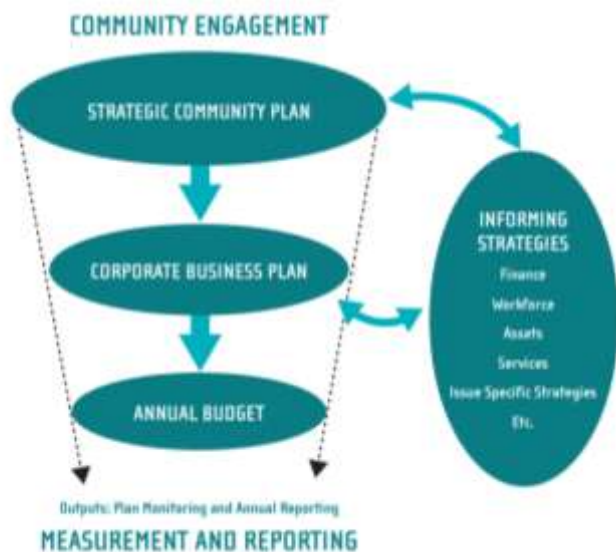 COMMUNITY ENGAGEMENT
STRATEGIC COMMUNITY PLAN
CORPORATE BUSINESS PLAN
ANNUAL BUDGET
INFORMING
STRATEGIES
Finance
Workforce
Assets
Services
Issue Specific Strategies
Etc.
Outputs: Plan Monitoring and Annual Reporting
MEASUREMENT AND REPORTING